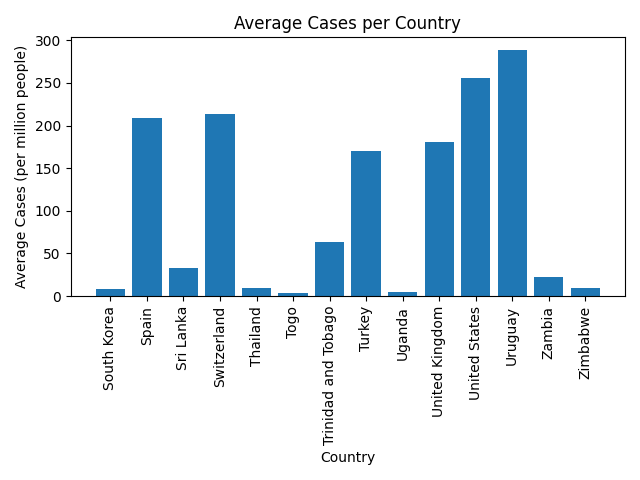 Average Cases per Country
Average Cases (per million people)
300
250
200
150
100
50
0
South Korea
Spain
Sri Lanka
Switzerland
Thailand
Togo
Trinidad and Tobago
Turkey
Uganda
United Kingdom
United States
Uruguay
Zambia
Zimbabwe
Country